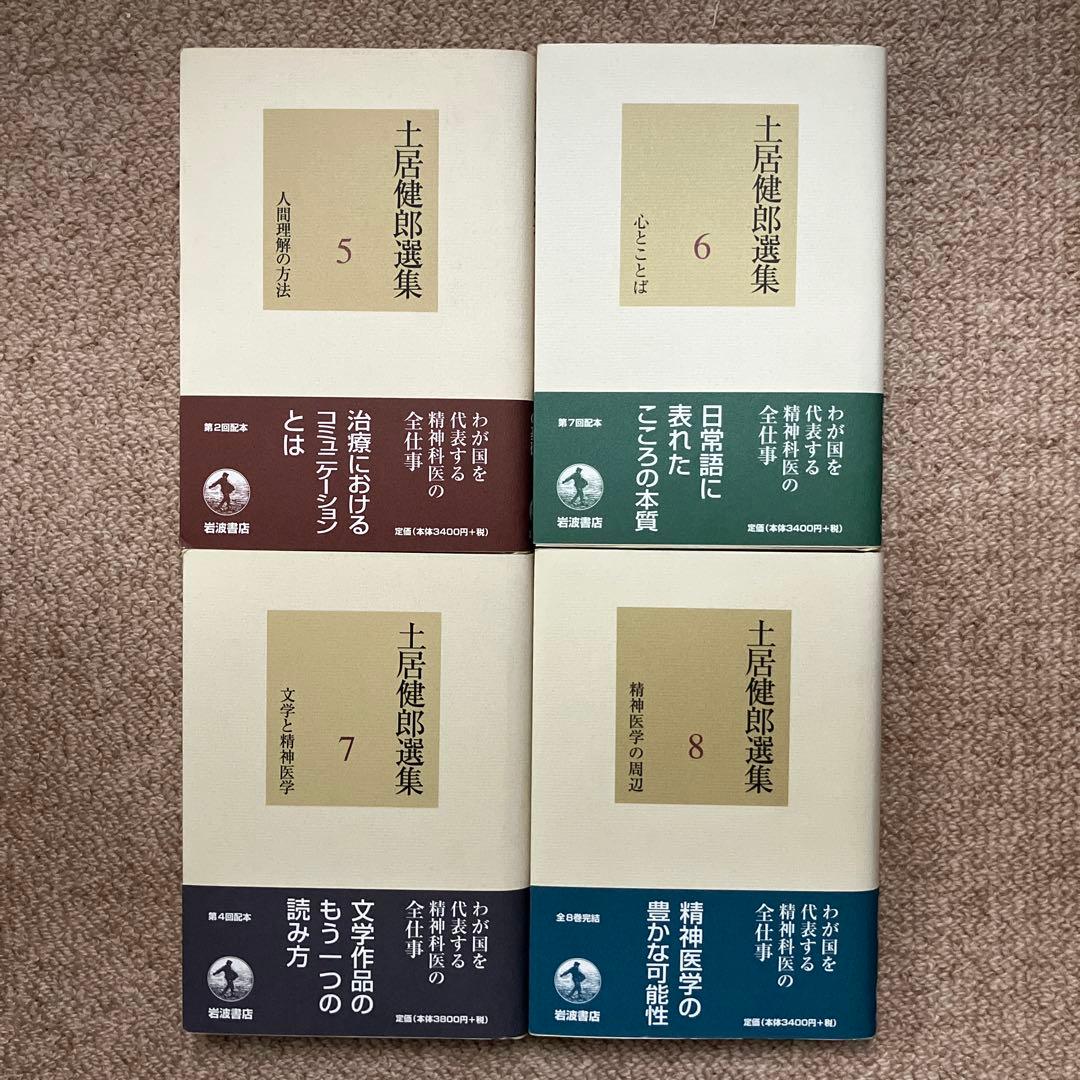 土居健郎選集
5
人間理解の方法
わが国を
代表する
精神科医の
全仕事
治療における
コミュニケーション
とは
第2回配本
岩波書店
定価(本体3400円+税)
土居健郎選集
6
心とことば
わが国を
代表する
精神科医の
全仕事
日常語に
表れた
こころの本質
第7回配本
岩波書店
定価(本体3400円+税)
土居健郎選集
7
文学と精神医学
わが国を
代表する
精神科医の
全仕事
文学作品の
もう一つの
読み方
第4回配本
岩波書店
定価(本体3800円+税)
土居健郎選集
8
精神医学の周辺
わが国を
代表する
精神科医の
全仕事
精神医学の
豊かな可能性
全8巻完結
岩波書店
定価(本体3400円+税)